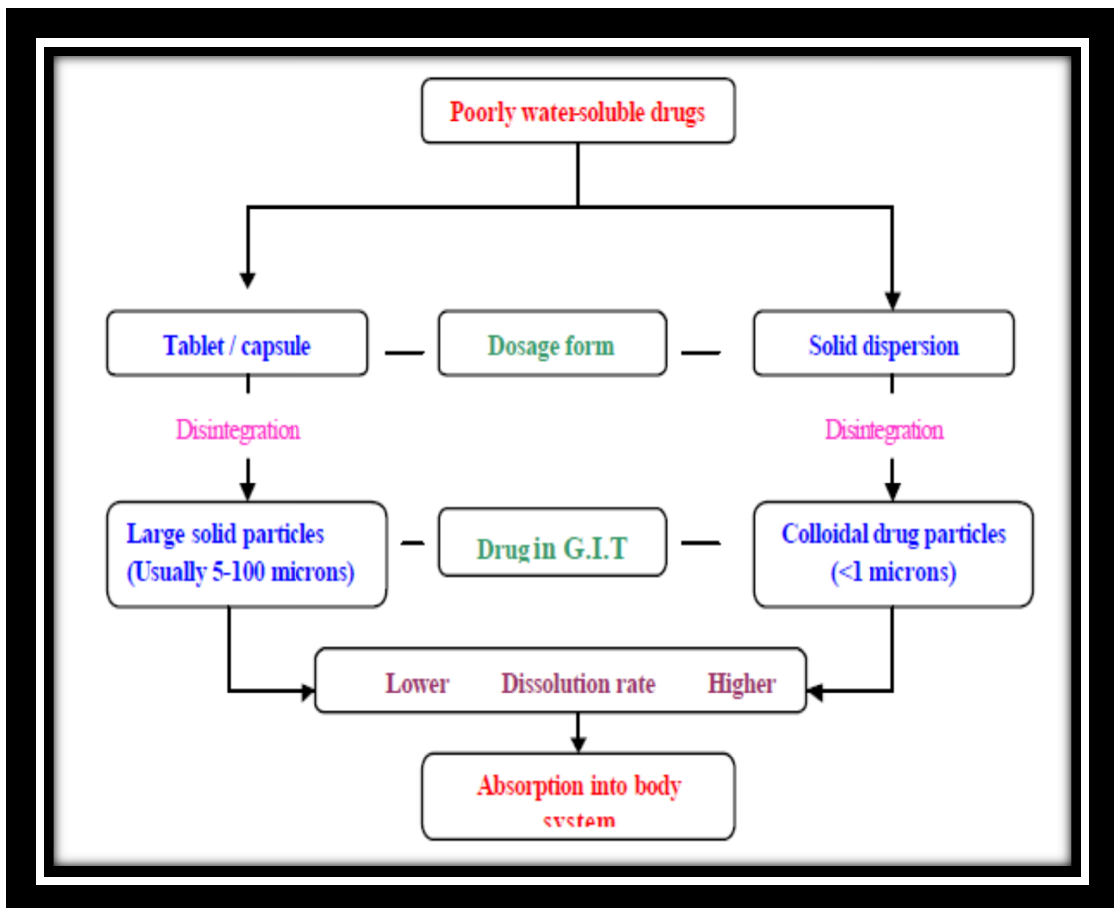 Poorly water-soluble drugs
Tablet / capsule
Dosage form
Solid dispersion
Disintegration
Disintegration
Large solid particles
(Usually 5-100 microns)
Drug in G.I.T
Colloidal drug particles
(<1 microns)
Lower Dissolution rate Higher
Absorption into body
system